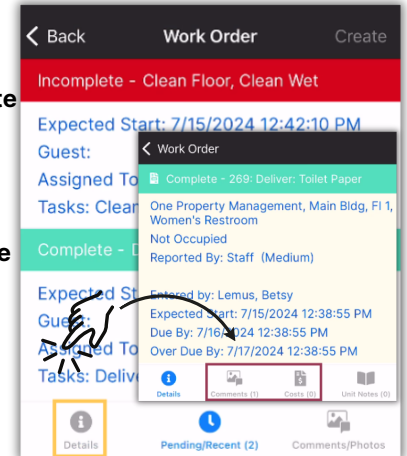 Back
Work Order
Create
Incomplete - Clean Floor, Clean Wet
te
Expected Start: 7/15/2024 12:42:10 PM
Guest:
Assigned To
Tasks: Clean
Complete - D
e
Expected St
Guest:
Assigned To
Tasks: Delive
Details
Pending/Recent (2)
Comments/Photos
Work Order
Complete - 269: Deliver: Toilet Paper
One Property Management, Main Bldg, Fl 1,
Women's Restroom
Not Occupied
Reported By: Staff (Medium)
Entered by: Lemus, Betsy
Expected Start: 7/15/2024 12:38:55 PM
Due By: 7/16/2024 12:38:55 PM
Over Due By: 7/17/2024 12:38:55 PM
Details
Comments (1)
Costs (0)
Unit Notes (0)